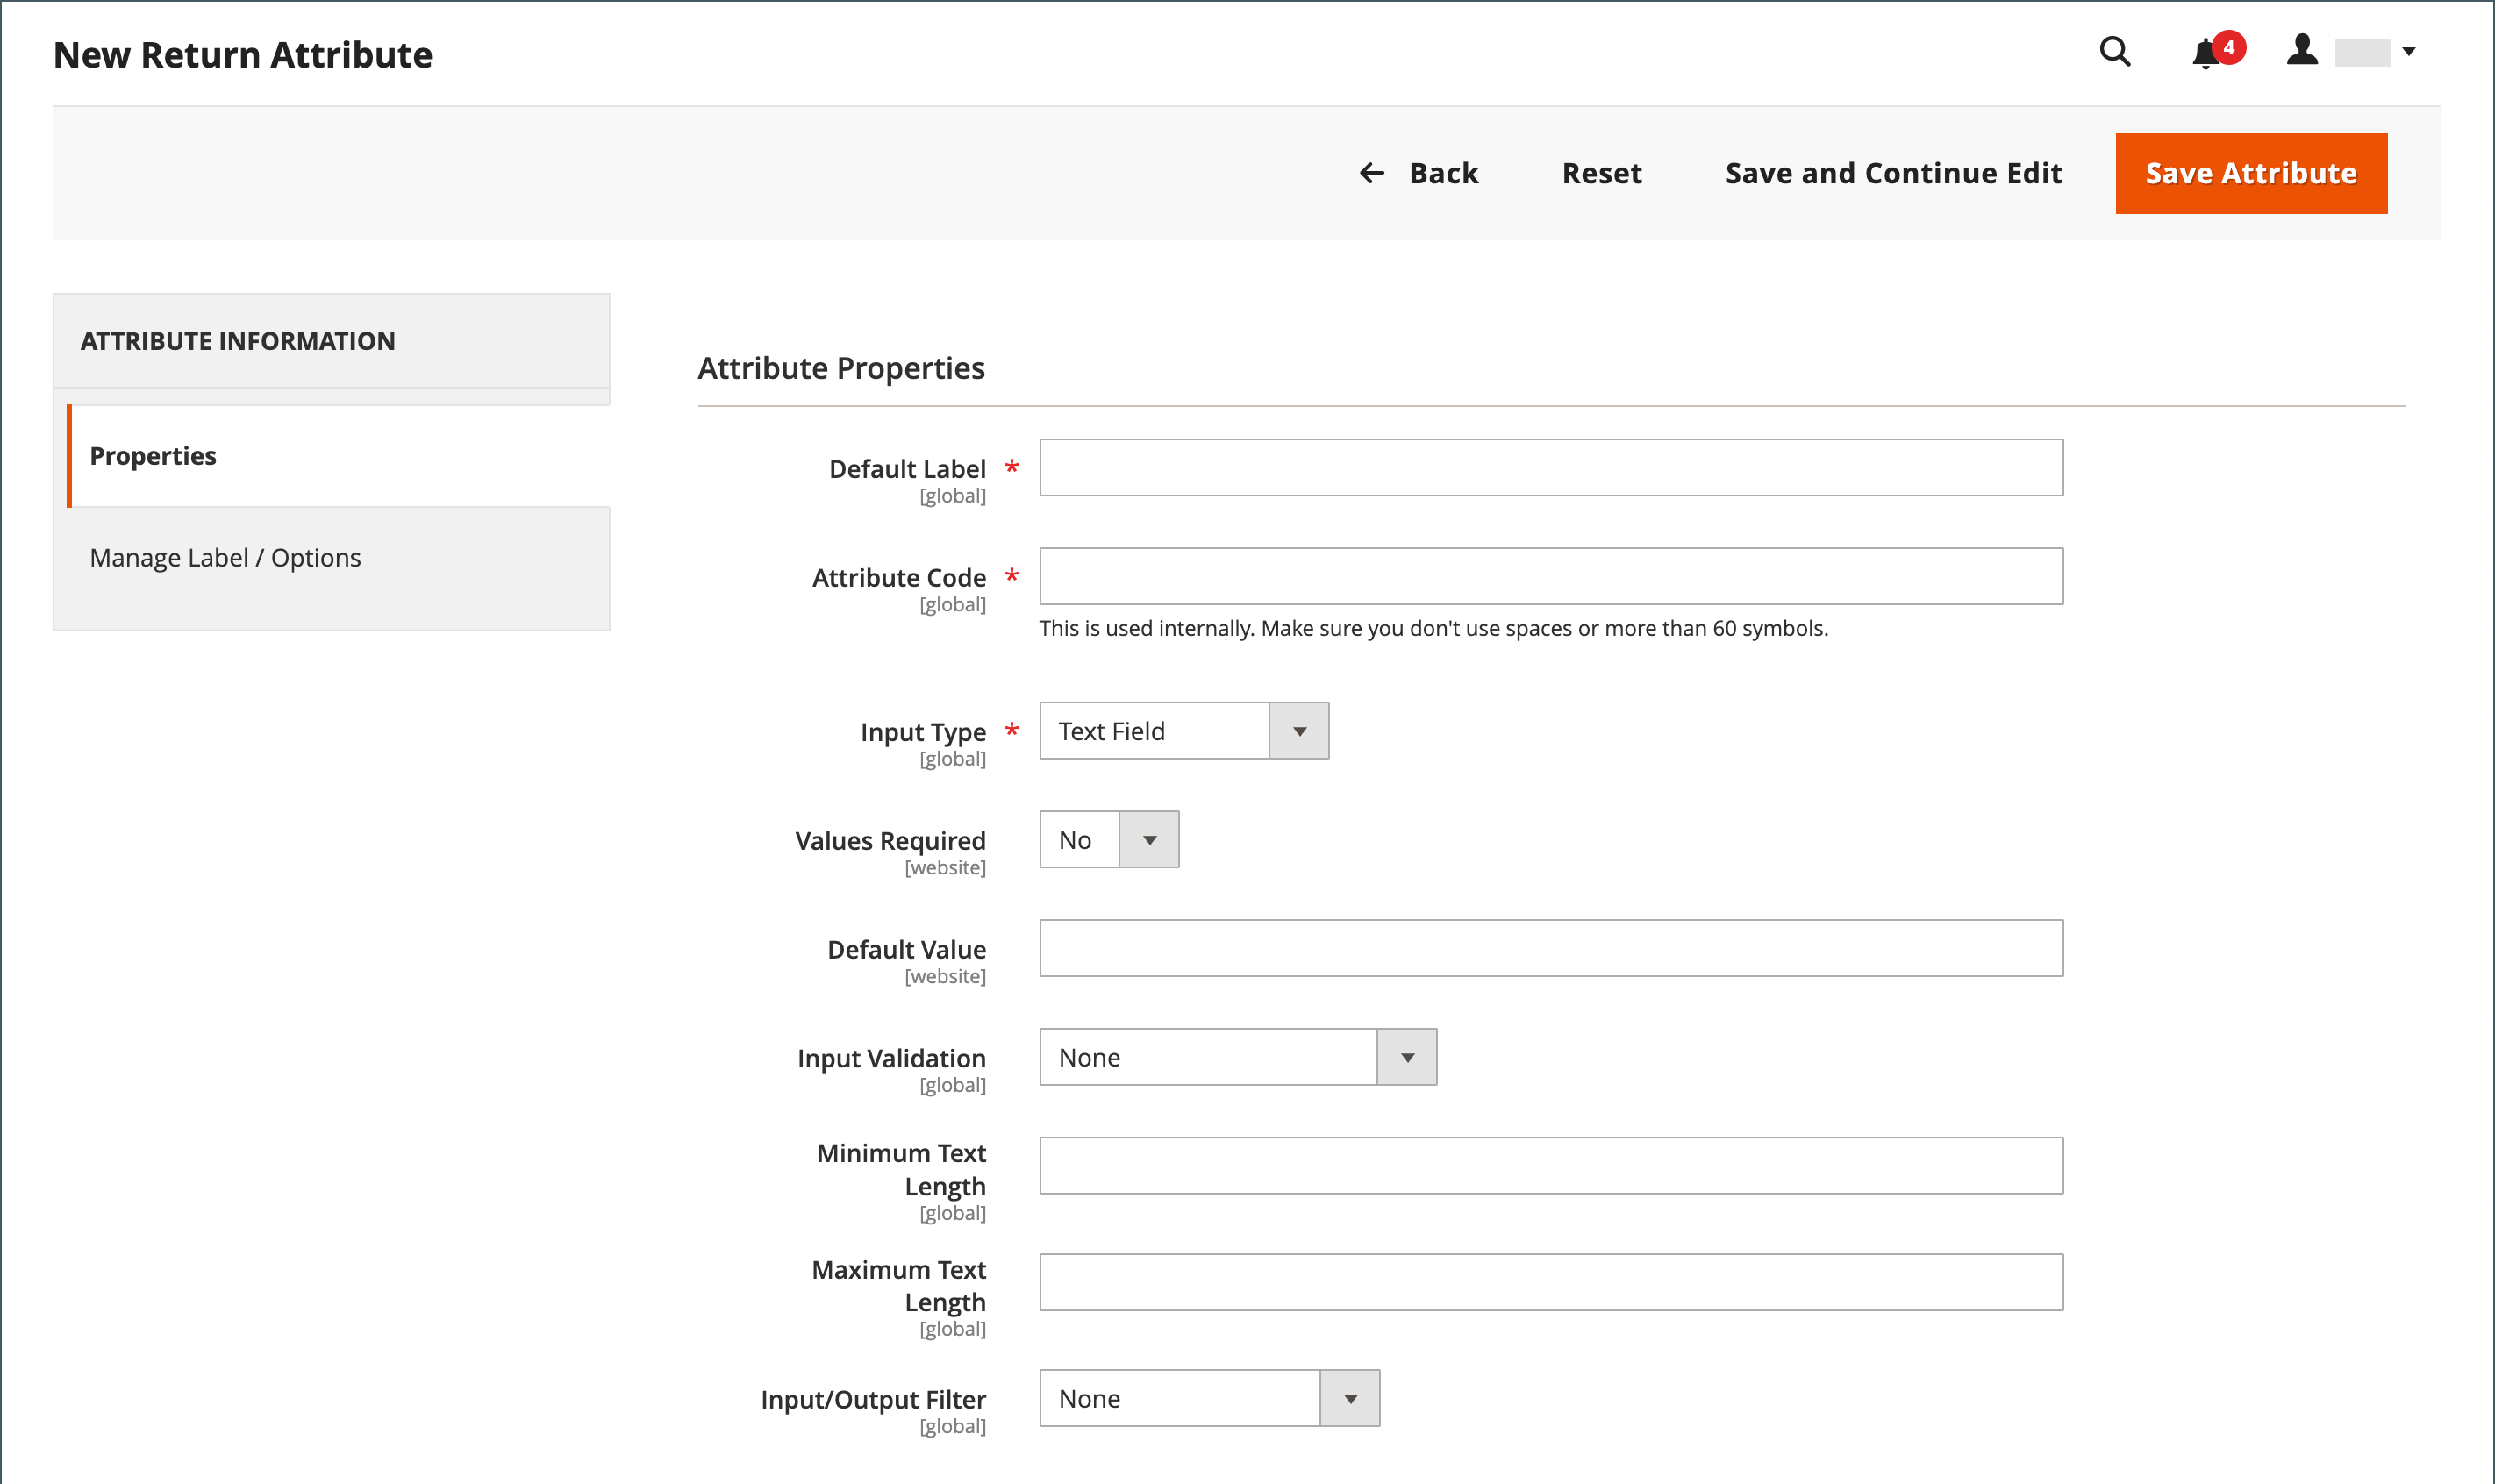 New Return Attribute
4
Back
Reset
Save and Continue Edit
Save Attribute
ATTRIBUTE INFORMATION
Properties
Manage Label / Options
Attribute Properties
Default Label *
[global]
Attribute Code *
[global]
This is used internally. Make sure you don't use spaces or more than 60 symbols.
Input Type *
[global]
Text Field
Values Required
[website]
No
Default Value
[website]
Input Validation
[global]
None
Minimum Text
Length
[global]
Maximum Text
Length
[global]
Input/Output Filter
[global]
None